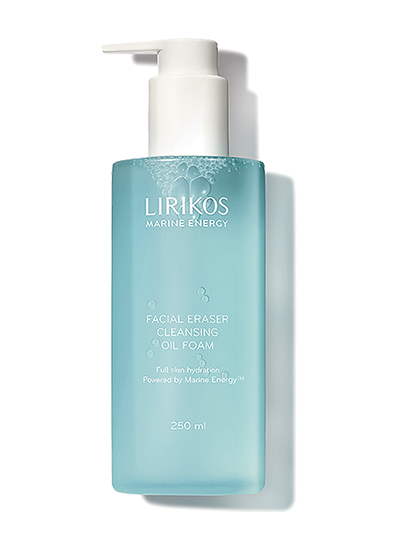 LIRIKOS
MARINE ENERGY
FACIAL ERASER
CLEANSING
OIL FOAM
Full skin hydration
Powered by Marine Energy™
250 ml